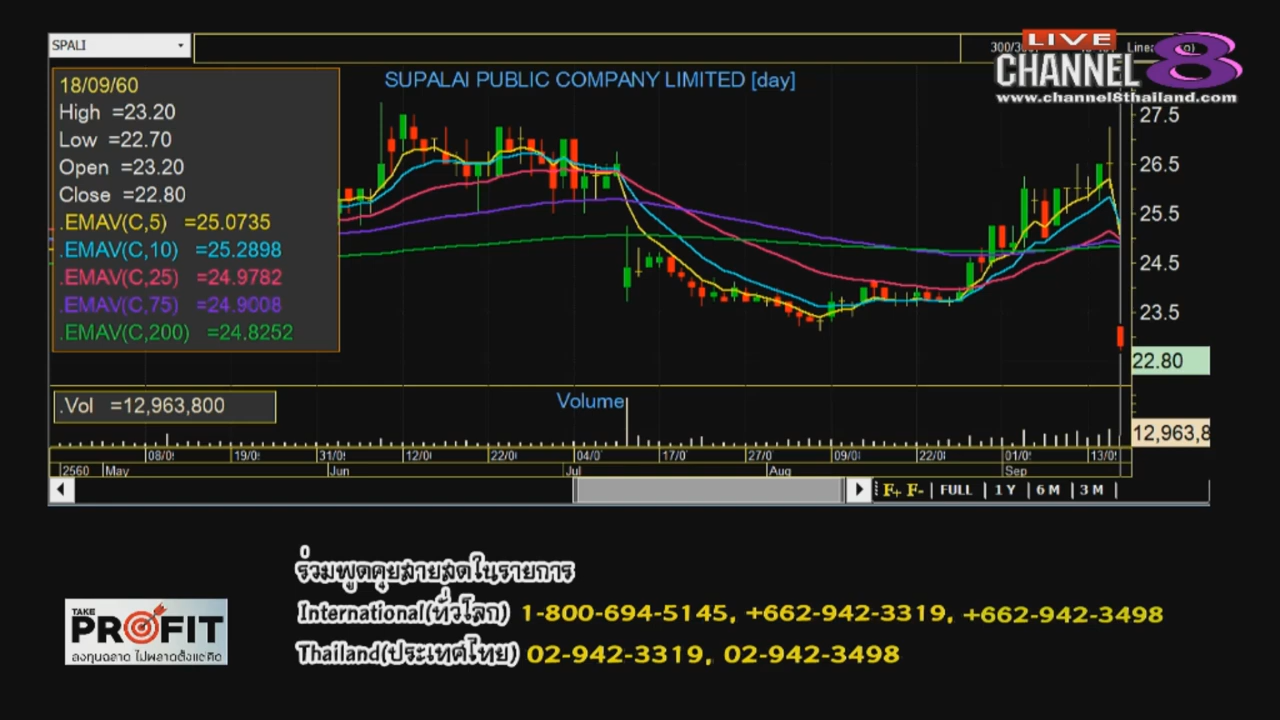 SPALI
300/300
LIVE
CHANNEL 8
www.channel8thailand.com
SUPALAI PUBLIC COMPANY LIMITED [day]
18/09/60
High =23.20
Low =22.70
Open =23.20
Close =22.80
.EMAV(C,5) =25.0735
.EMAV(C,10) =25.2898
.EMAV(C,25) =24.9782
.EMAV(C,75) =24.9008
.EMAV(C,200) =24.8252
27.5
26.5
25.5
24.5
23.5
22.80
.Vol =12,963,800
Volume
12,963,8
08/0 19/0 31/0 12/0 22/0 04/0 17/0 27/0 09/0 22/0 01/0 13/0
2560 May Jun Jul Aug Sep
F+ F- FULL 1 Y 6 M 3 M
ร่วมพูดคุยสายสดในรายการ
International(ทั่วโลก) 1-800-694-5145, +662-942-3319, +662-942-3498
Thailand(ประเทศไทย) 02-942-3319, 02-942-3498
TAKE
PROFIT
ลงทุนฉลาด ไม่พลาดตั้งแต่คิด